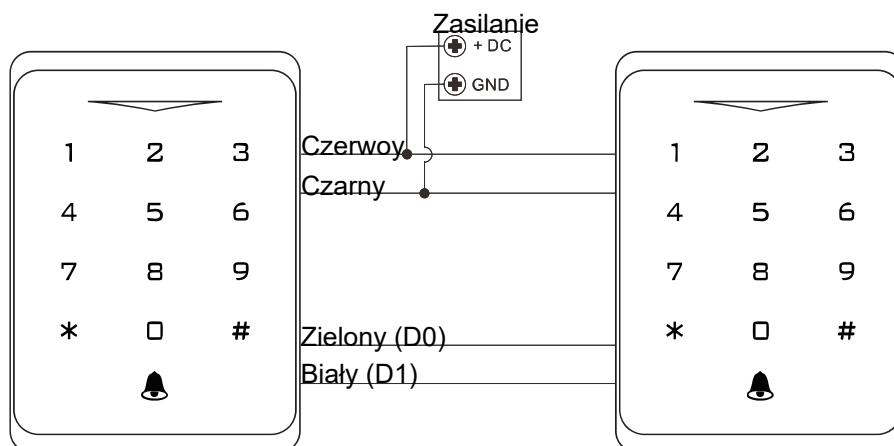 Zasilanie
+ DC
GND
Czerwoy
Czarny
Zielony (D0)
Biały (D1)
1 2 3
4 5 6
7 8 9
* 0 #
1 2 3
4 5 6
7 8 9
* 0 #